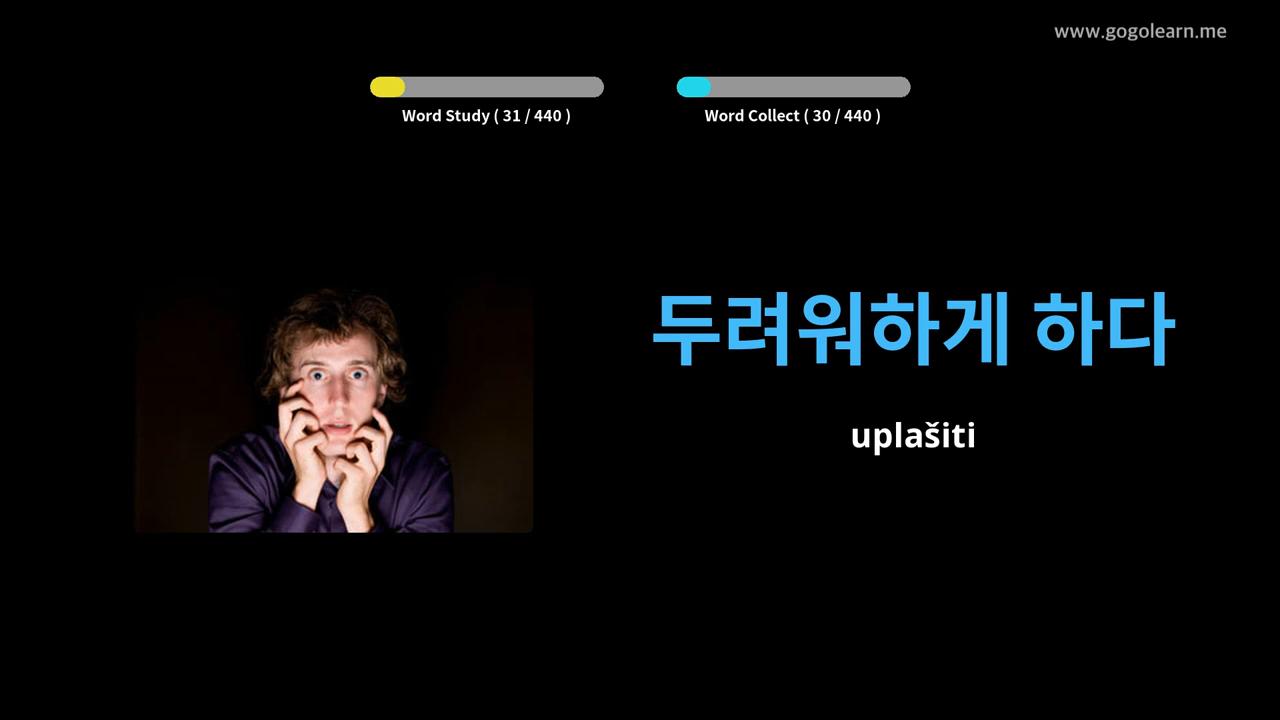 www.gogolearn.me
Word Study ( 31 / 440 )
Word Collect ( 30 / 440 )
두려워하게 하다
uplašiti